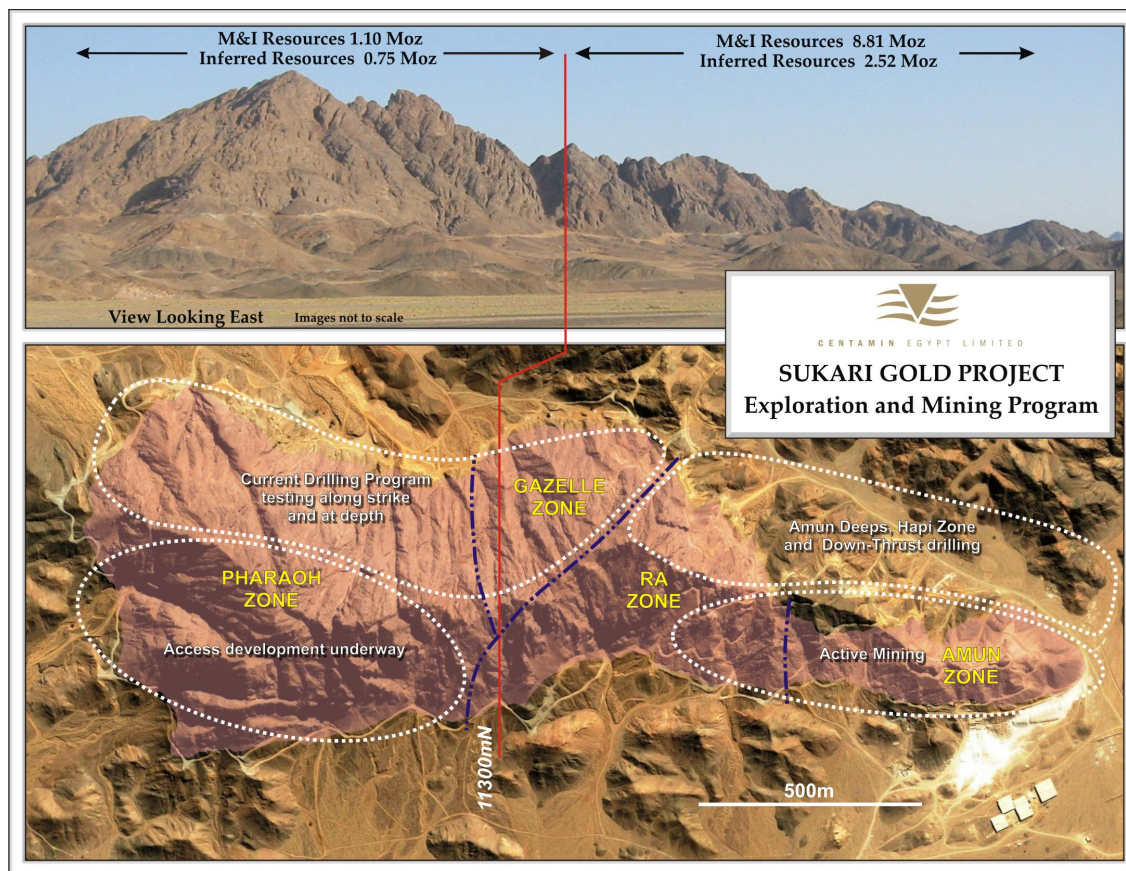 M&I Resources 1.10 Moz
Inferred Resources 0.75 Moz
M&I Resources 8.81 Moz
Inferred Resources 2.52 Moz
View Looking East
Images not to scale
CENTAMIN EGYPT LIMITED
SUKARI GOLD PROJECT
Exploration and Mining Program
Current Drilling Program
testing along strike
and at depth
GAZELLE
ZONE
Amun Deeps, Hapi Zone
and Down-Thrust drilling
PHARAOH
ZONE
RA
ZONE
Access development underway
Active Mining
AMUN
ZONE
11300mN
500m